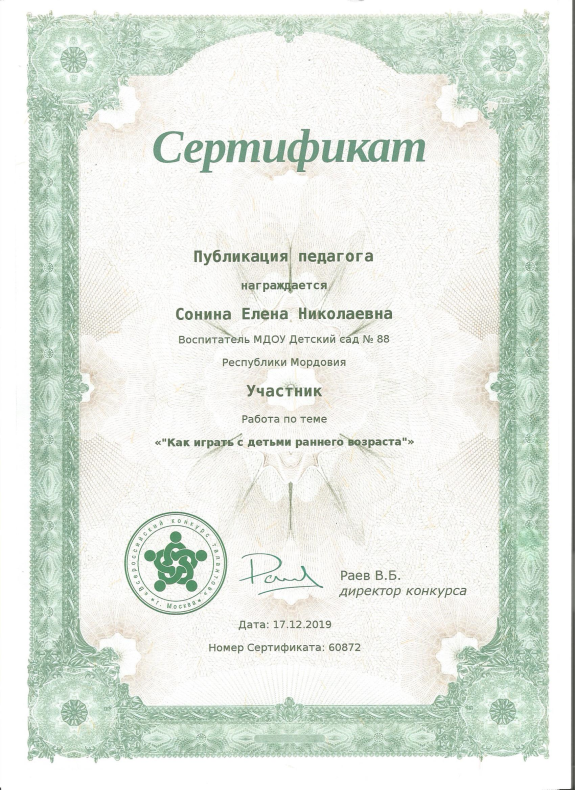 Сертификат
Публикация педагога
награждается
Сонина Елена Николаевна
Воспитатель МДОУ Детский сад № 88
Республики Мордовия
Участник
Работа по теме
«"Как играть с детьми раннего возраста"»
«Всероссийский конкурс талантов»
г. Москва
Раев В.Б.
директор конкурса
Дата: 17.12.2019
Номер Сертификата: 60872